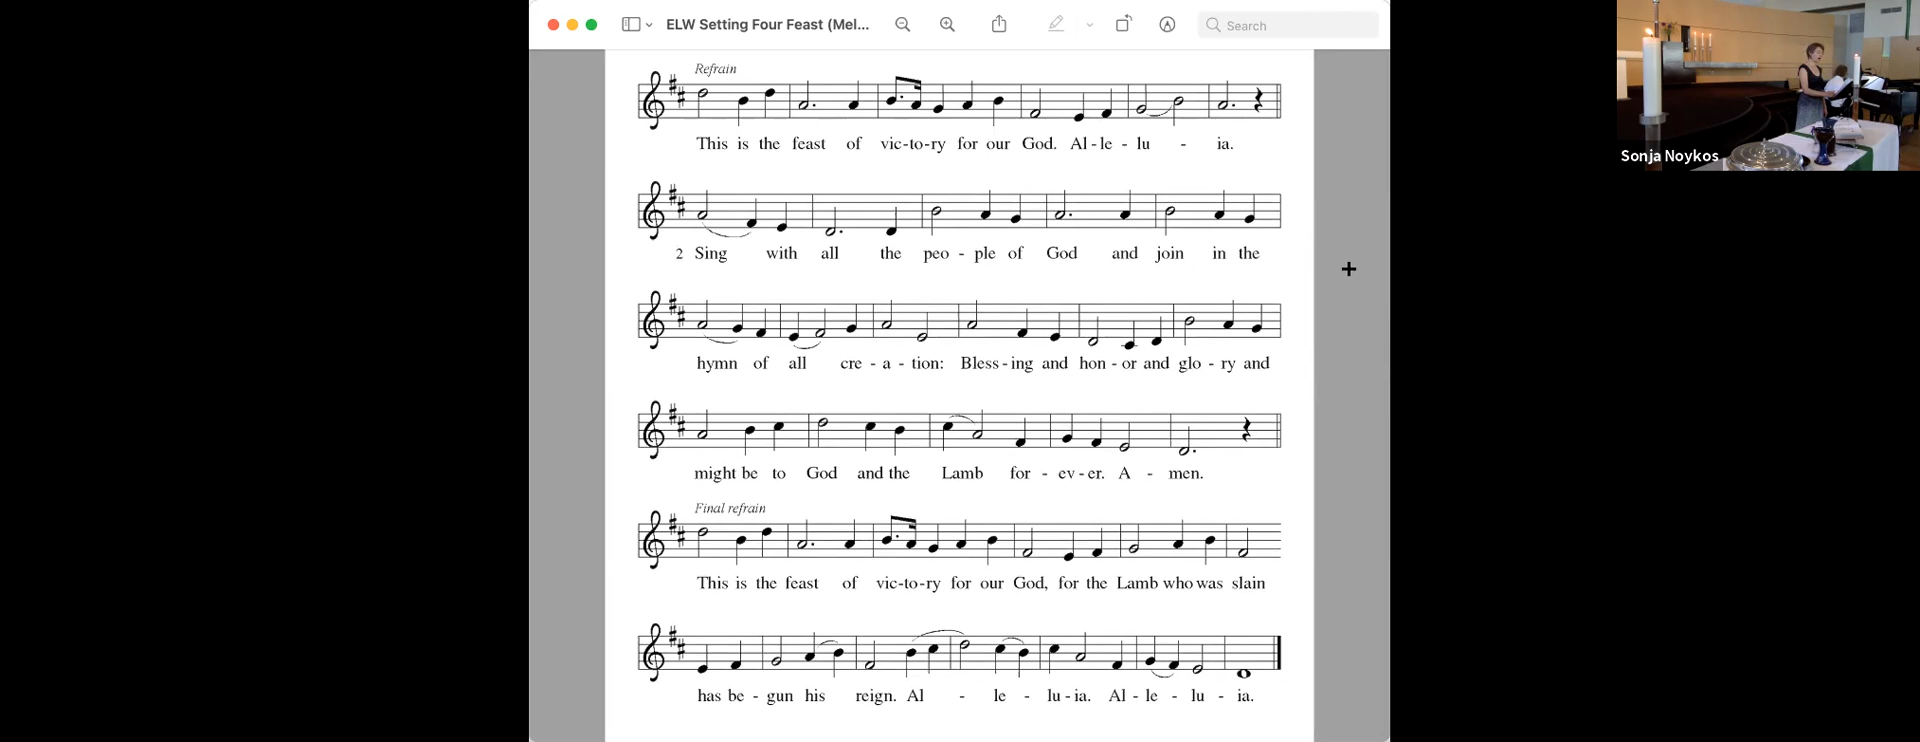 ELW Setting Four Feast (Mel...
Search
Refrain
This is the feast of vic-to-ry for our God. Al-le-lu - ia.
2 Sing with all the peo-ple of God and join in the
hymn of all cre-a-tion: Bless-ing and hon-or and glo-ry and
might be to God and the Lamb for-ev-er. A-men.
Final refrain
This is the feast of vic-to-ry for our God, for the Lamb who was slain
has be-gun his reign. Al - le - lu-ia. Al-le-lu-ia.
Sonja Noykos